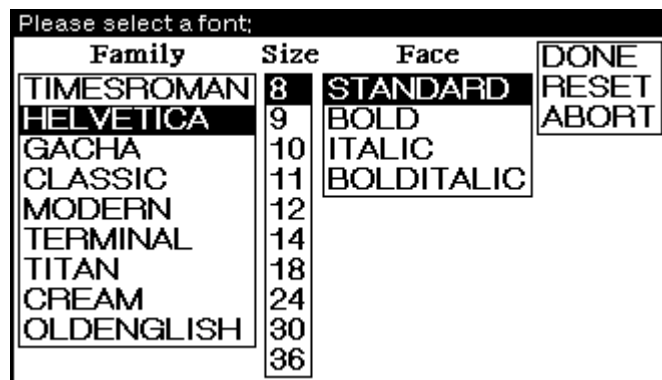 Please select a font;
Family Size Face
TIMESROMAN 8 STANDARD DONE
HELVETICA 9 BOLD RESET
GACHA 10 ITALIC ABORT
CLASSIC 11 BOLDITALIC
MODERN 12
TERMINAL 14
TITAN 18
CREAM 24
OLDENGLISH 30
36